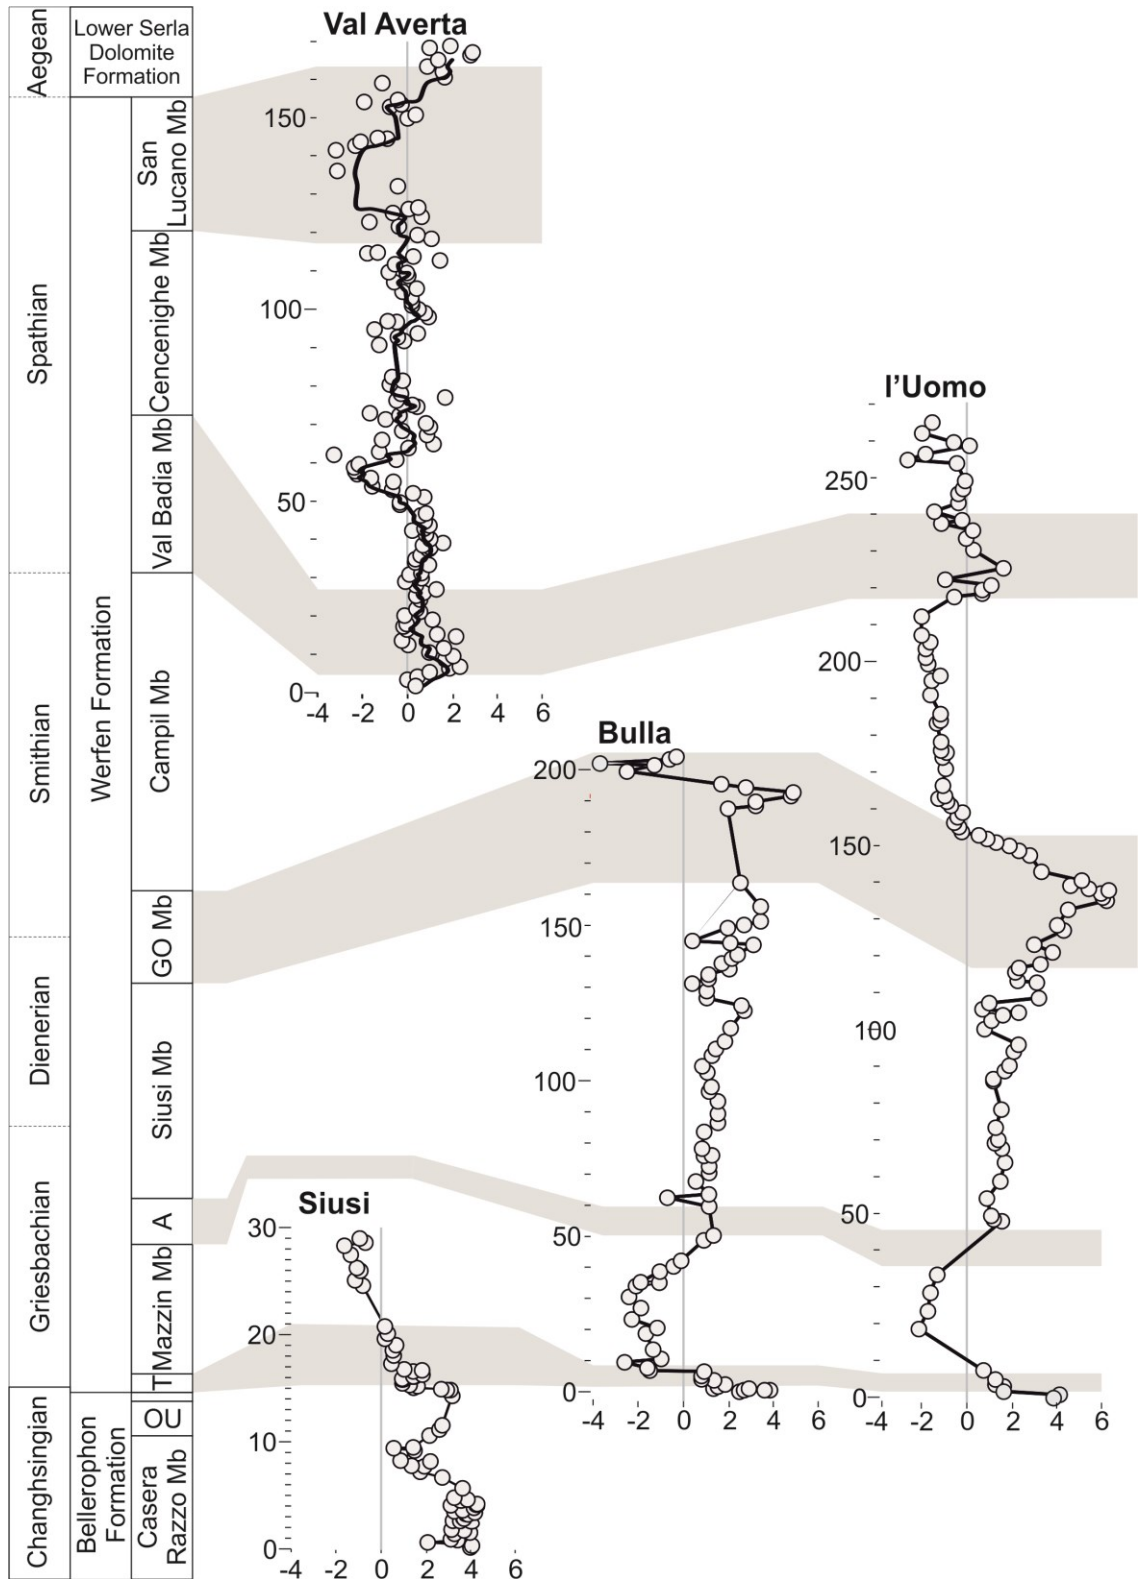 Aegean
Spathian
Smithian
Dienerian
Griesbachian
Changhsingian
Lower Serla
Dolomite
Formation
Werfen Formation
Bellerophon
Formation
San
Lucano Mb
Cencenighe Mb
Val Badia Mb
Campil Mb
GO Mb
Siusi Mb
A
Mazzin Mb
T
OU
Casera
Razzo Mb
Val Averta
150
100
50
0
-4 -2 0 2 4 6
l'Uomo
250
200
150
100
50
0
-4 -2 0 2 4 6
Bulla
200
150
100
50
0
-4 -2 0 2 4 6
Siusi
30
20
10
0
-4 -2 0 2 4 6